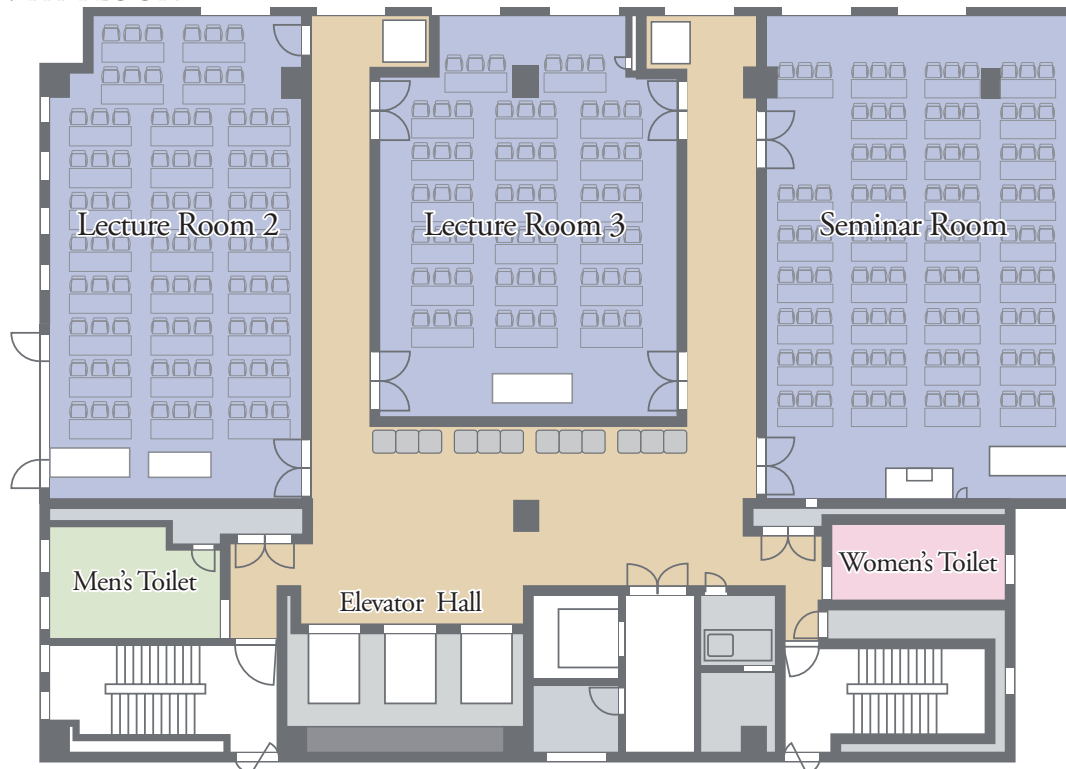 Lecture Room 2
Lecture Room 3
Seminar Room
Men's Toilet
Women's Toilet
Elevator Hall